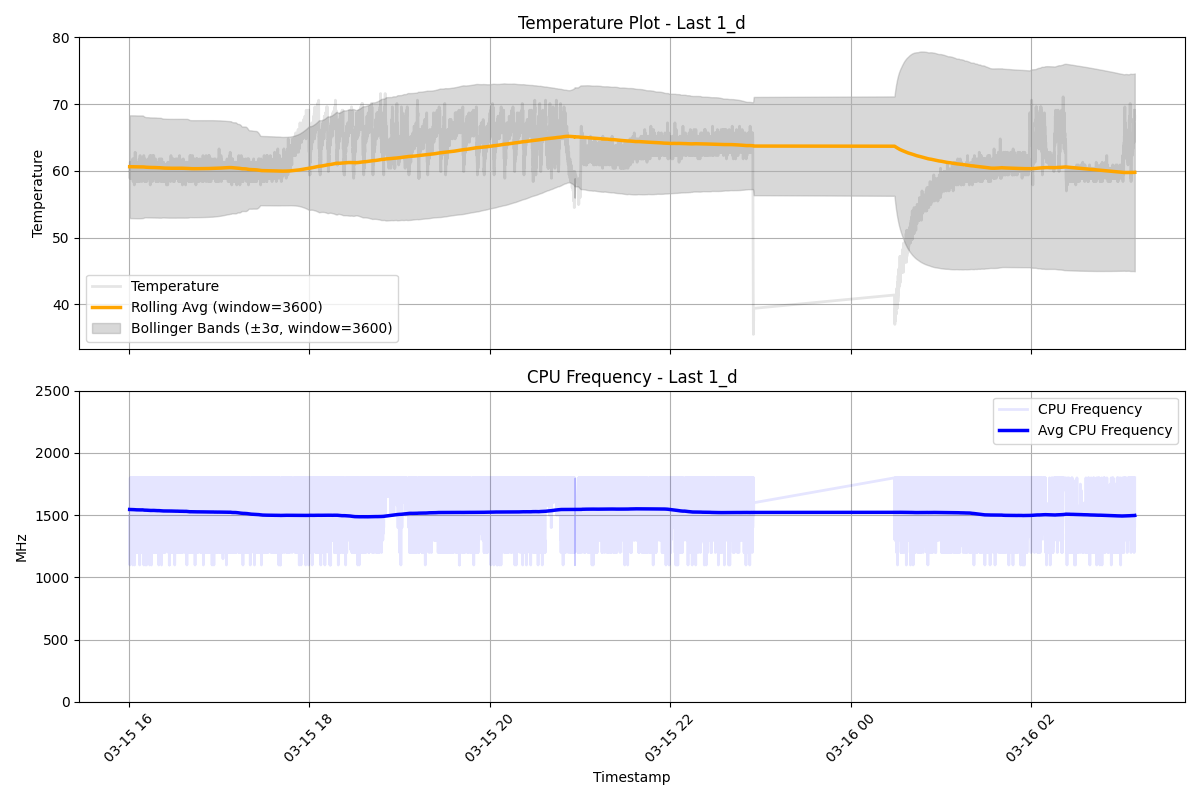 Temperature Plot - Last 1_d
80
70
60
50
40
Temperature
Temperature
Rolling Avg (window=3600)
Bollinger Bands (±3σ, window=3600)
CPU Frequency - Last 1_d
2500
2000
1500
1000
500
0
MHz
CPU Frequency
Avg CPU Frequency
03-15 16
03-15 18
03-15 20
03-15 22
03-16 00
03-16 02
Timestamp